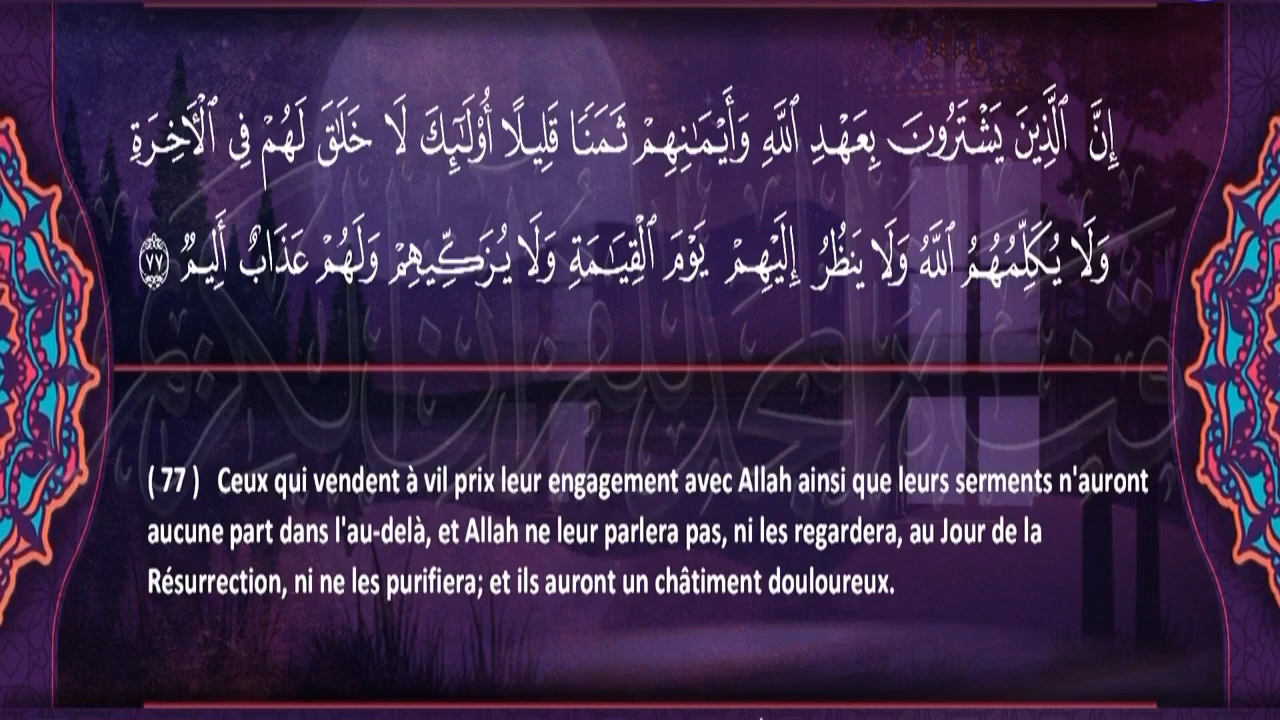 إِنَّ ٱلَّذِينَ يَشْتَرُونَ بِعَهْدِ ٱللَّهِ وَأَيْمَـٰنِهِمْ ثَمَنًا قَلِيلًا أُوْلَـٰٓئِكَ لَا خَلَـٰقَ لَهُمْ فِى ٱلْأَخِرَةِ
وَلَا يُكَلِّمُهُمُ ٱللَّهُ وَلَا يَنظُرُ إِلَيْهِمْ يَوْمَ ٱلْقِيَـٰمَةِ وَلَا يُزَكِّيهِمْ وَلَهُمْ عَذَابٌ أَلِيمٌ ٧٧
( 77 ) Ceux qui vendent à vil prix leur engagement avec Allah ainsi que leurs serments n'auront
aucune part dans l'au-delà, et Allah ne leur parlera pas, ni les regardera, au Jour de la
Résurrection, ni ne les purifiera; et ils auront un châtiment douloureux.